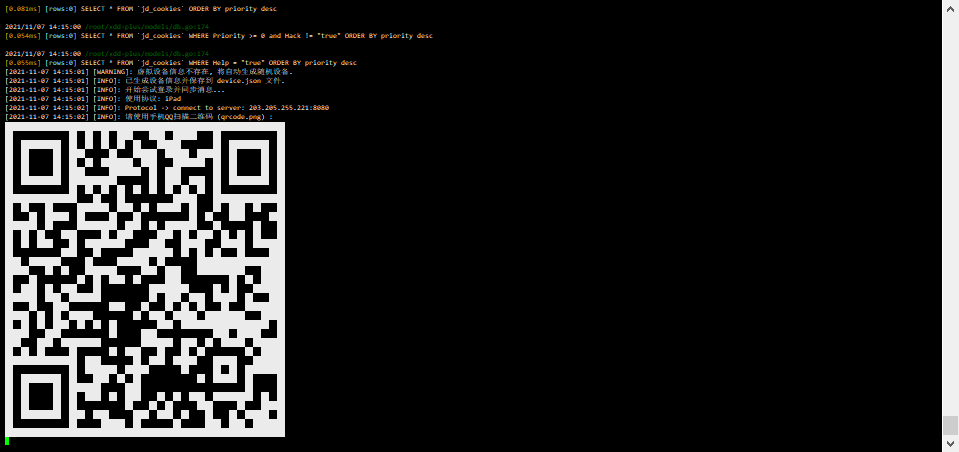 [0.081ms] [rows:0] SELECT * FROM `jd_cookies` ORDER BY priority desc
2021/11/07 14:15:00 /root/xdd-plus/models/db.go:174
[0.054ms] [rows:0] SELECT * FROM `jd_cookies` WHERE Priority >= 0 and Hack != "true" ORDER BY priority desc
2021/11/07 14:15:00 /root/xdd-plus/models/db.go:174
[0.055ms] [rows:0] SELECT * FROM `jd_cookies` WHERE Help = "true" ORDER BY priority desc
[2021-11-07 14:15:01] [WARNING]: 虚拟设备信息不存在, 将自动生成随机设备.
[2021-11-07 14:15:01] [INFO]: 已生成设备信息并保存到 device.json 文件.
[2021-11-07 14:15:01] [INFO]: 开始尝试登录并同步消息...
[2021-11-07 14:15:02] [INFO]: 使用协议: iPad
[2021-11-07 14:15:02] [INFO]: Protocol -> connect to server: 203.205.255.221:8080
[2021-11-07 14:15:02] [INFO]: 请使用手机QQ扫描二维码 (qrcode.png) :